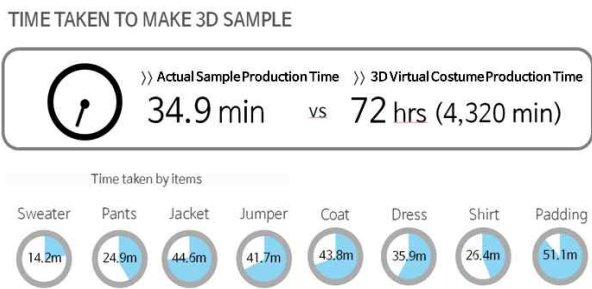 TIME TAKEN TO MAKE 3D SAMPLE
》 Actual Sample Production Time 》 3D Virtual Costume Production Time
34.9 min vs 72 hrs (4,320 min)
Time taken by items
Sweater Pants Jacket Jumper Coat Dress Shirt Padding
14.2m 24.9m 44.6m 41.7m 43.8m 35.9m 26.4m 51.1m